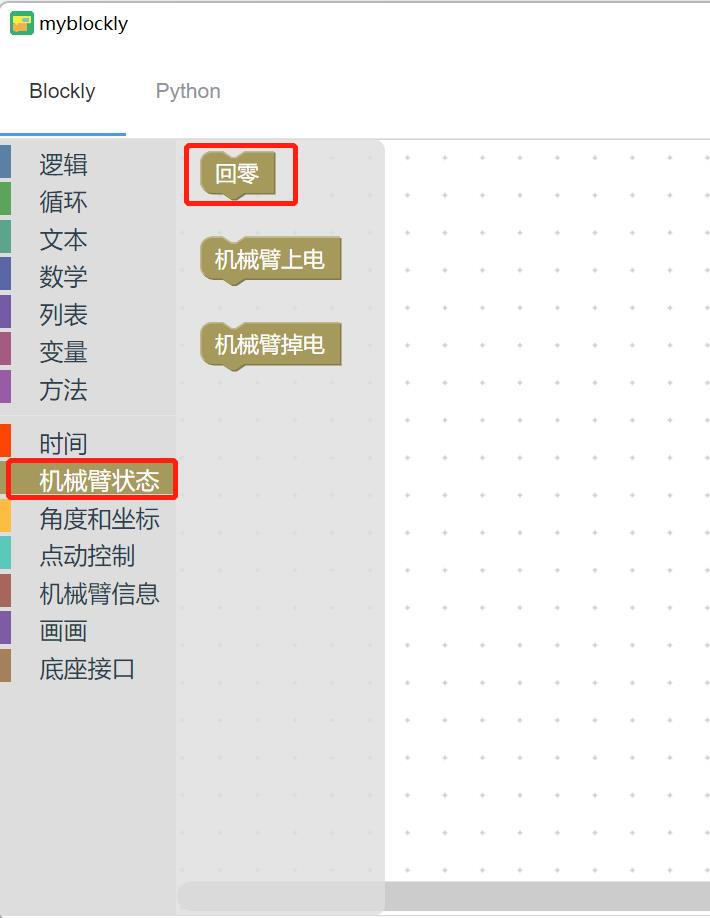 myblockly
Blockly
Python
逻辑
循环
文本
数学
列表
变量
方法
时间
机械臂状态
角度和坐标
点动控制
机械臂信息
画画
底座接口
回零
机械臂上电
机械臂掉电